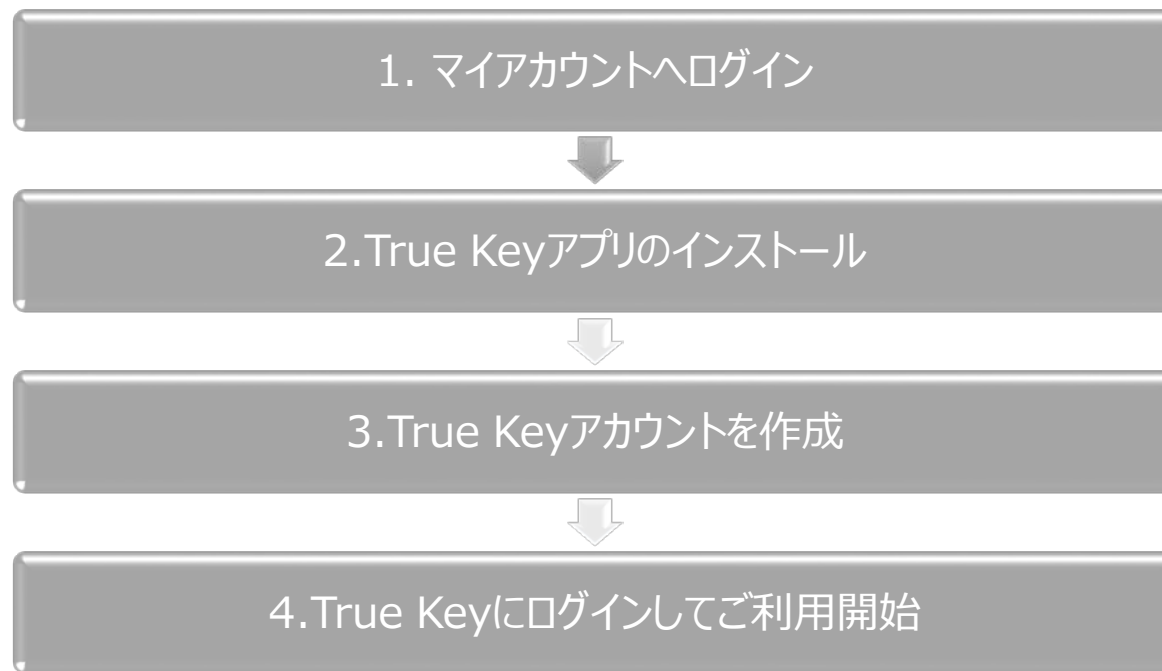 1. マイアカウントへログイン
2.True Keyアプリのインストール
3.True Keyアカウントを作成
4.True Keyにログインしてご利用開始